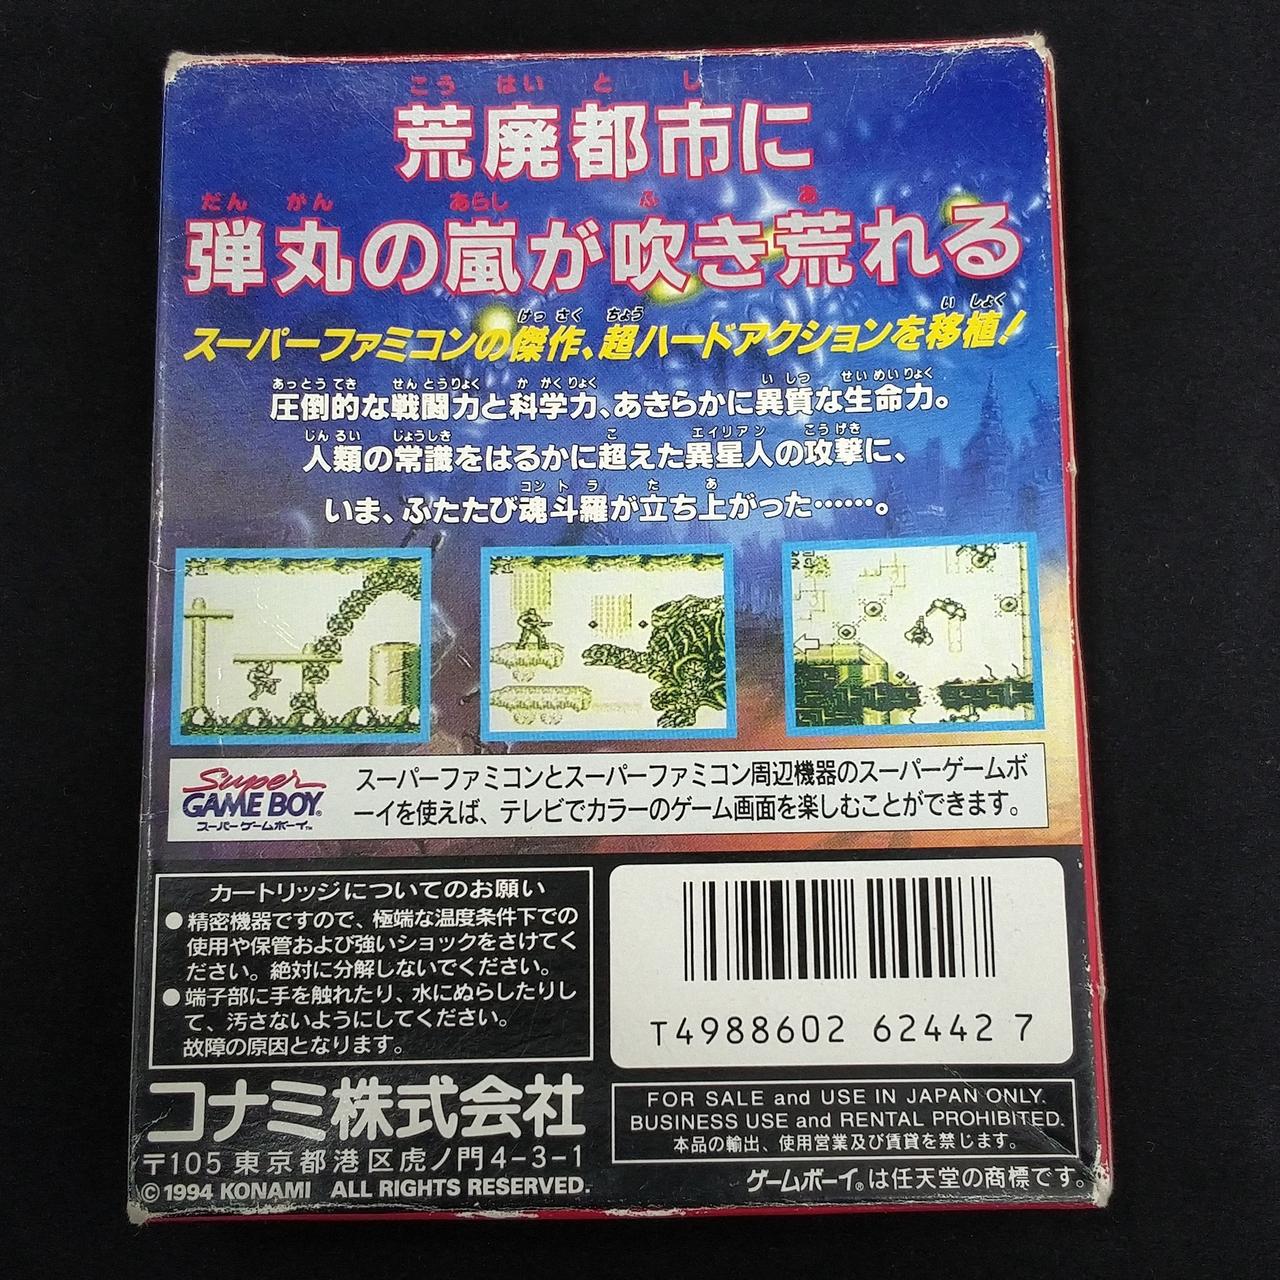 こうはいとし
荒廃都市に
だんがん あらし ふ あ
弾丸の嵐が吹き荒れる
けっさく ちょう いしょく
スーパーファミコンの傑作、超ハードアクションを移植!
あっとうてき せんとうりょく かがくりょく いしつ せいめいりょく
圧倒的な戦闘力と科学力、あきらかに異質な生命力。
じんるい じょうしき こ エイリアン こうげき
人類の常識をはるかに超えた異星人の攻撃に、
コントラ た あ
いま、ふたたび魂斗羅が立ち上がった……。
Super
GAME BOY®
スーパーゲームボーイ™
スーパーファミコンとスーパーファミコン周辺機器のスーパーゲームボ
ーイを使えば、テレビでカラーのゲーム画面を楽しむことができます。
カートリッジについてのお願い
●精密機器ですので、極端な温度条件下での
使用や保管および強いショックをさけてく
ださい。絶対に分解しないでください。
●端子部に手を触れたり、水にぬらしたりし
て、汚さないようにしてください。
故障の原因となります。
T4988602 62442 7
コナミ株式会社
〒105 東京都港区虎ノ門4-3-1
©1994 KONAMI ALL RIGHTS RESERVED.
FOR SALE and USE IN JAPAN ONLY.
BUSINESS USE and RENTAL PROHIBITED.
本品の輸出、使用営業及び賃貸を禁じます。
ゲームボーイ®は任天堂の商標です。